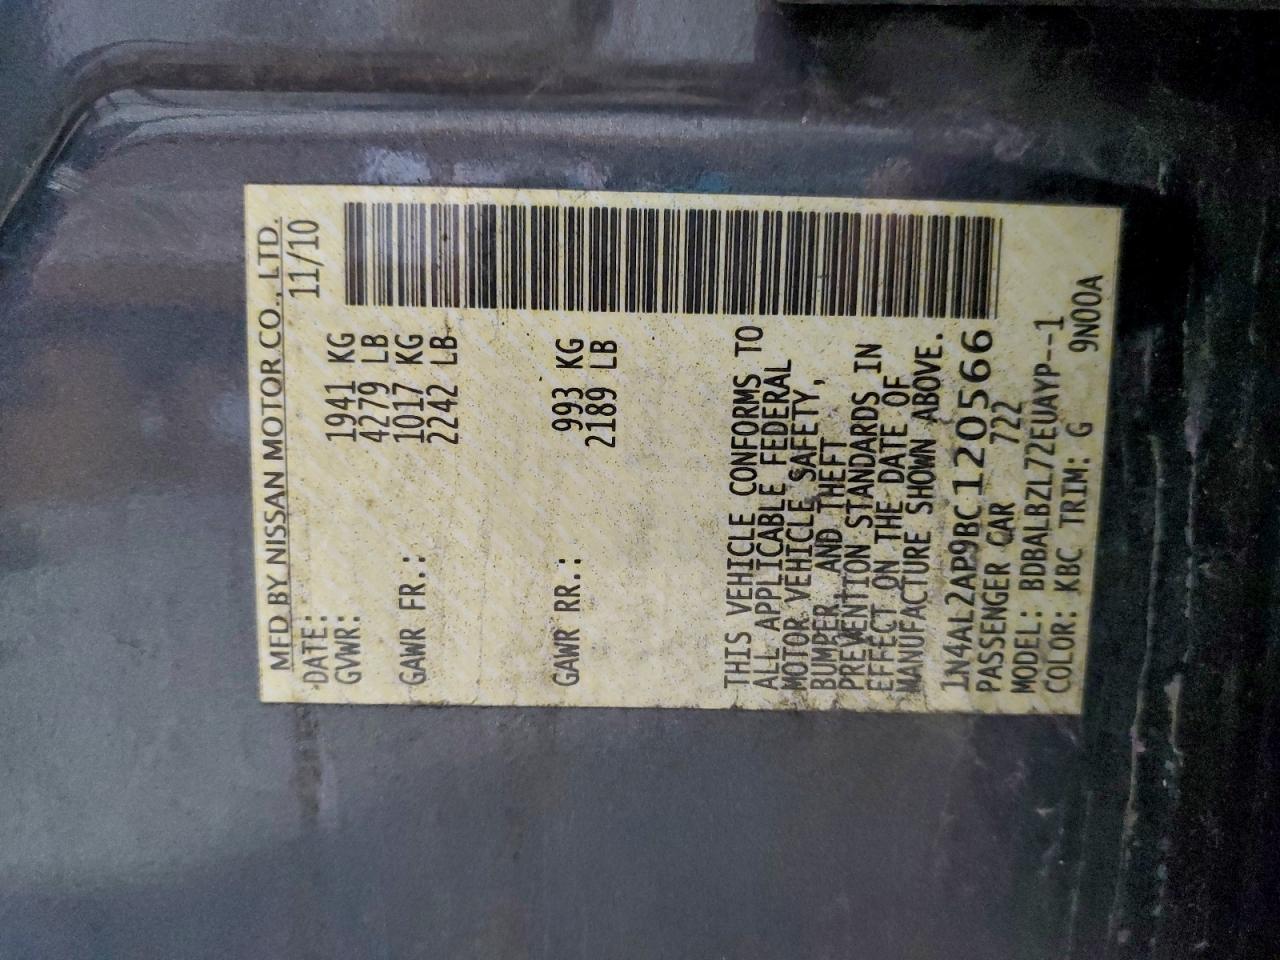 MFD BY NISSAN MOTOR CO., LTD.
DATE: 11/10
GVWR: 1941 KG
4279 LB
GAWR FR.: 1017 KG
2242 LB
GAWR RR.: 993 KG
2189 LB
THIS VEHICLE CONFORMS TO
ALL APPLICABLE FEDERAL
MOTOR VEHICLE SAFETY,
BUMPER, AND THEFT
PREVENTION STANDARDS IN
EFFECT ON THE DATE OF
MANUFACTURE SHOWN ABOVE.
1N4AL2AP9BC120566
PASSENGER CAR 722
MODEL: BDBALBZL72EUAYP--1
COLOR: KBC TRIM: G 9N00A